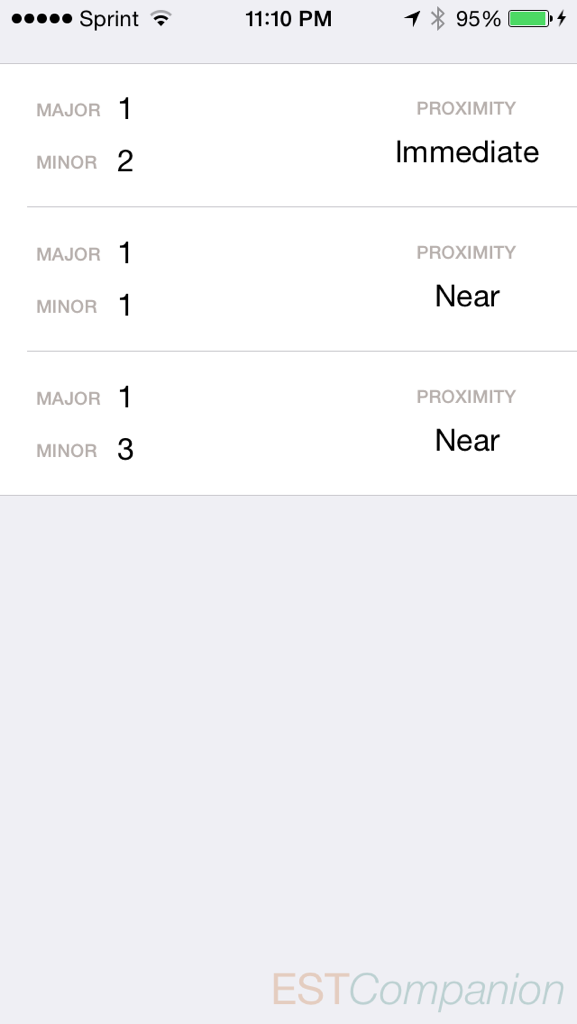 Sprint 11:10 PM 95%
MAJOR 1 PROXIMITY
Immediate
MINOR 2
MAJOR 1 PROXIMITY
Near
MINOR 1
MAJOR 1 PROXIMITY
Near
MINOR 3
ESTCompanion